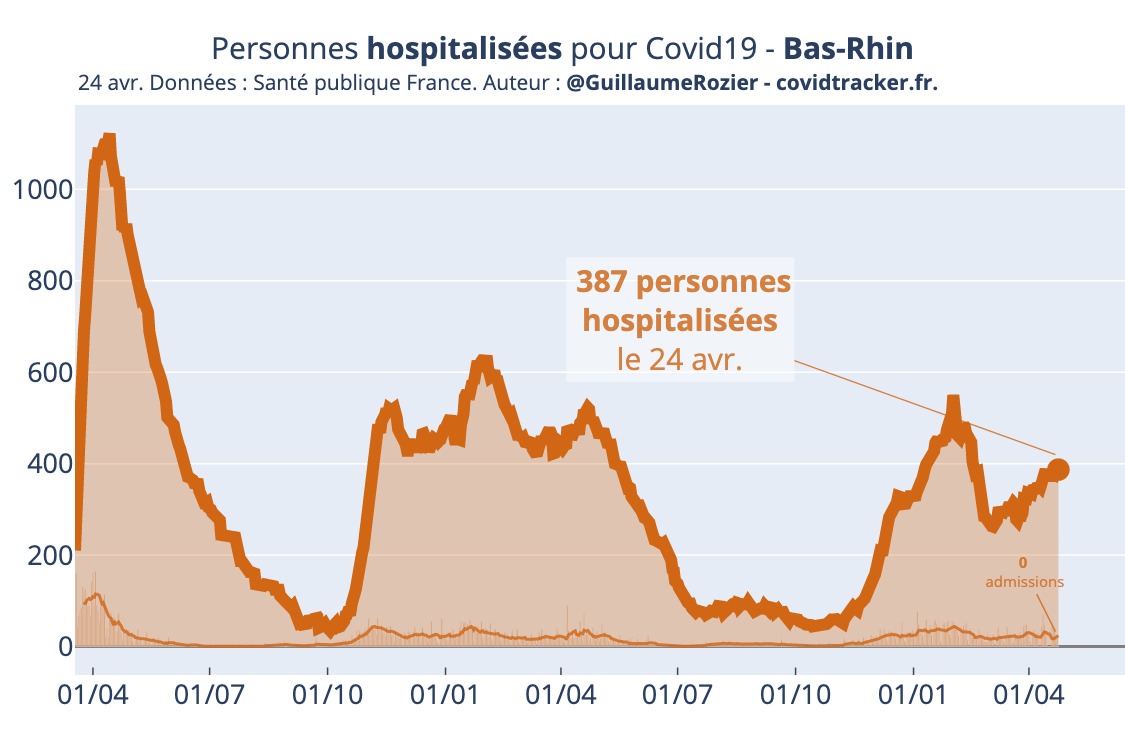 Personnes hospitalisées pour Covid19 - Bas-Rhin
24 avr. Données : Santé publique France. Auteur : @GuillaumeRozier - covidtracker.fr.
1000
800
600
400
200
0
387 personnes
hospitalisées
le 24 avr.
0
admissions
01/04
01/07
01/10
01/01
01/04
01/07
01/10
01/01
01/04